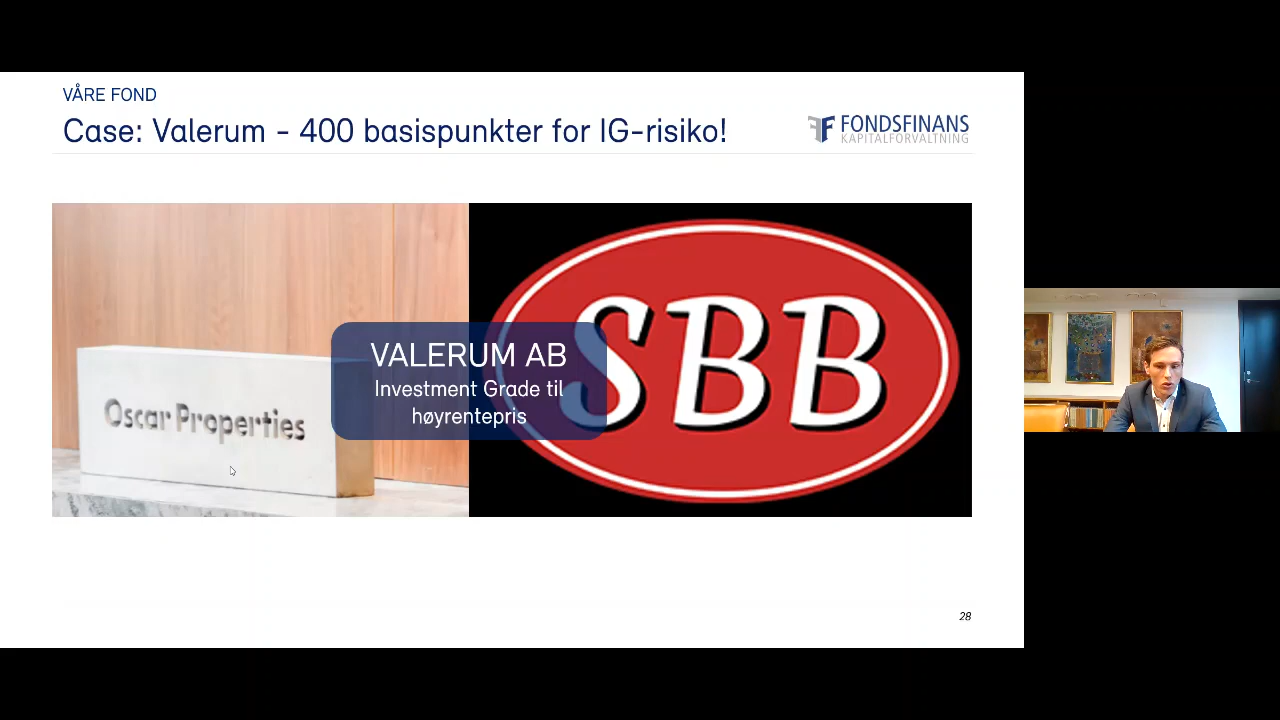 VÅRE FOND
Case: Valerum - 400 basispunkter for IG-risiko!
FONDSFINANS
KAPITALFORVALTNING
Oscar Properties
VALERUM AB
Investment Grade til
høyrentepris
SBB
28